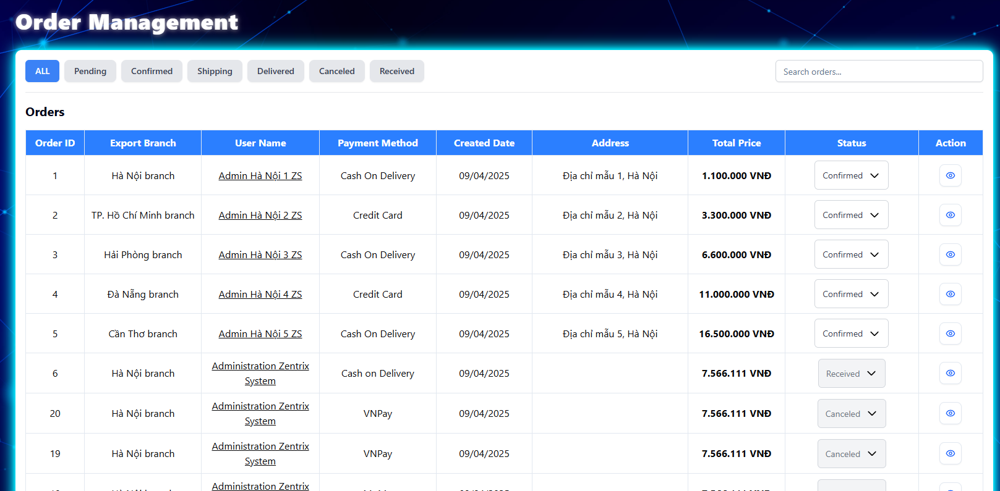 Order Management
ALL Pending Confirmed Shipping Delivered Canceled Received Search orders...
Orders
Order ID Export Branch User Name Payment Method Created Date Address Total Price Status Action
1 Hà Nội branch Admin Hà Nội 1 ZS Cash On Delivery 09/04/2025 Địa chỉ mẫu 1, Hà Nội 1.100.000 VNĐ Confirmed
2 TP. Hồ Chí Minh branch Admin Hà Nội 2 ZS Credit Card 09/04/2025 Địa chỉ mẫu 2, Hà Nội 3.300.000 VNĐ Confirmed
3 Hải Phòng branch Admin Hà Nội 3 ZS Cash On Delivery 09/04/2025 Địa chỉ mẫu 3, Hà Nội 6.600.000 VNĐ Confirmed
4 Đà Nẵng branch Admin Hà Nội 4 ZS Credit Card 09/04/2025 Địa chỉ mẫu 4, Hà Nội 11.000.000 VNĐ Confirmed
5 Cần Thơ branch Admin Hà Nội 5 ZS Cash On Delivery 09/04/2025 Địa chỉ mẫu 5, Hà Nội 16.500.000 VNĐ Confirmed
6 Hà Nội branch Administration Zentrix System Cash on Delivery 09/04/2025 7.566.111 VNĐ Received
20 Hà Nội branch Administration Zentrix System VNPay 09/04/2025 7.566.111 VNĐ Canceled
19 Hà Nội branch Administration Zentrix System VNPay 09/04/2025 7.566.111 VNĐ Canceled
Administration Zentrix